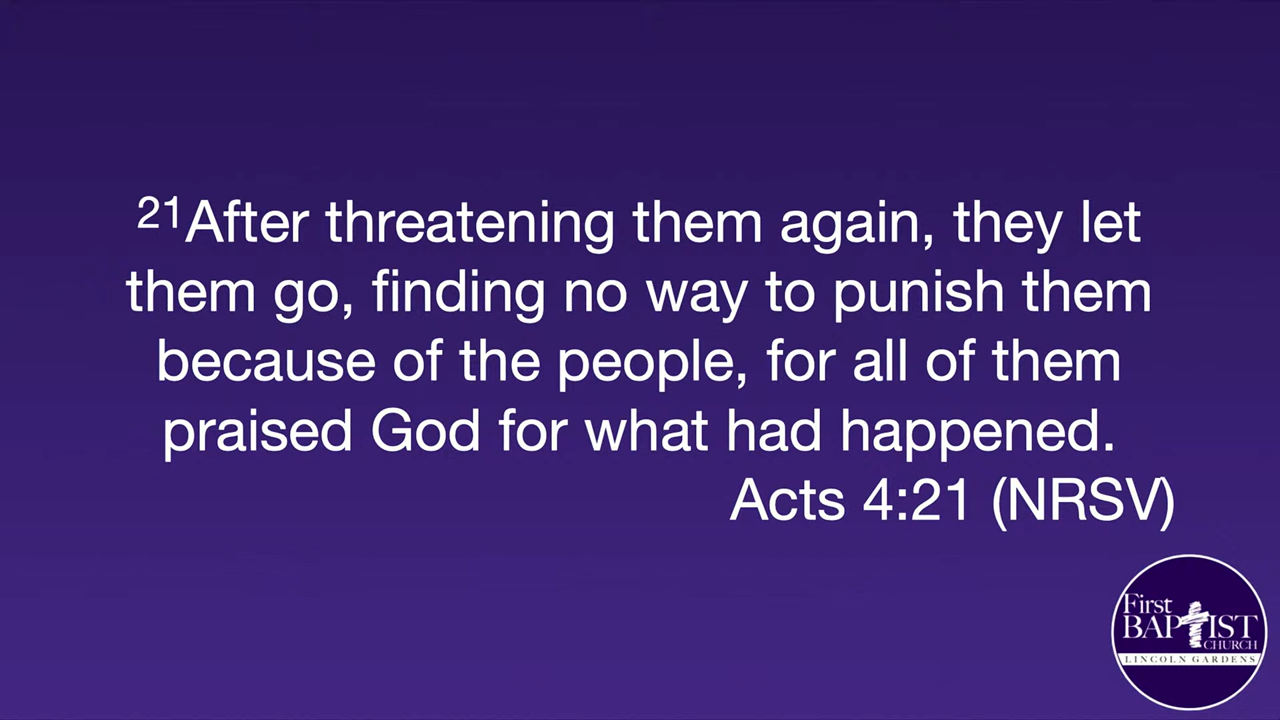 21After threatening them again, they let
them go, finding no way to punish them
because of the people, for all of them
praised God for what had happened.
Acts 4:21 (NRSV)
First
BAPTIST
CHURCH
LINCOLN GARDENS